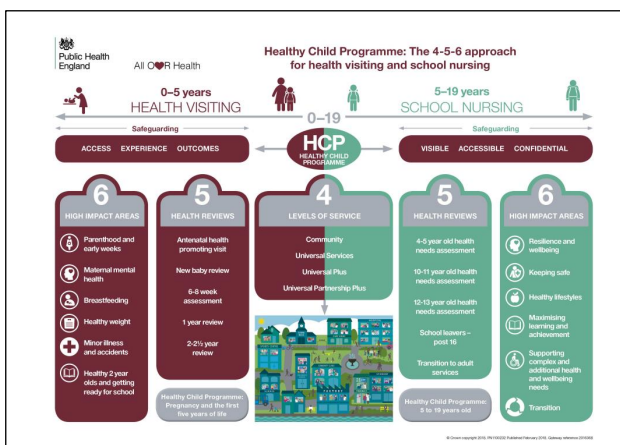 Public Health
England
All OUR Health
Healthy Child Programme: The 4-5-6 approach
for health visiting and school nursing
0–5 years
HEALTH VISITING
0–19
5–19 years
SCHOOL NURSING
Safeguarding
ACCESS EXPERIENCE OUTCOMES
HCP
HEALTHY CHILD
PROGRAMME
Safeguarding
VISIBLE ACCESSIBLE CONFIDENTIAL
6
HIGH IMPACT AREAS
Parenthood and
early weeks
Maternal mental
health
Breastfeeding
Healthy weight
Minor illness
and accidents
Healthy 2 year
olds and getting
ready for school
5
HEALTH REVIEWS
Antenatal health
promoting visit
New baby review
6-8 week
assessment
1 year review
2-2½ year
review
Healthy Child Programme:
Pregnancy and the first
five years of life
4
LEVELS OF SERVICE
Community
Universal Services
Universal Plus
Universal Partnership Plus
5
HEALTH REVIEWS
4-5 year old health
needs assessment
10-11 year old health
needs assessment
12-13 year old health
needs assessment
School leavers –
post 16
Transition to adult
services
Healthy Child Programme:
5 to 19 years old
6
HIGH IMPACT AREAS
Resilience and
wellbeing
Keeping safe
Healthy lifestyles
Maximising
learning and
achievement
Supporting
complex and
additional health
and wellbeing
needs
Transition